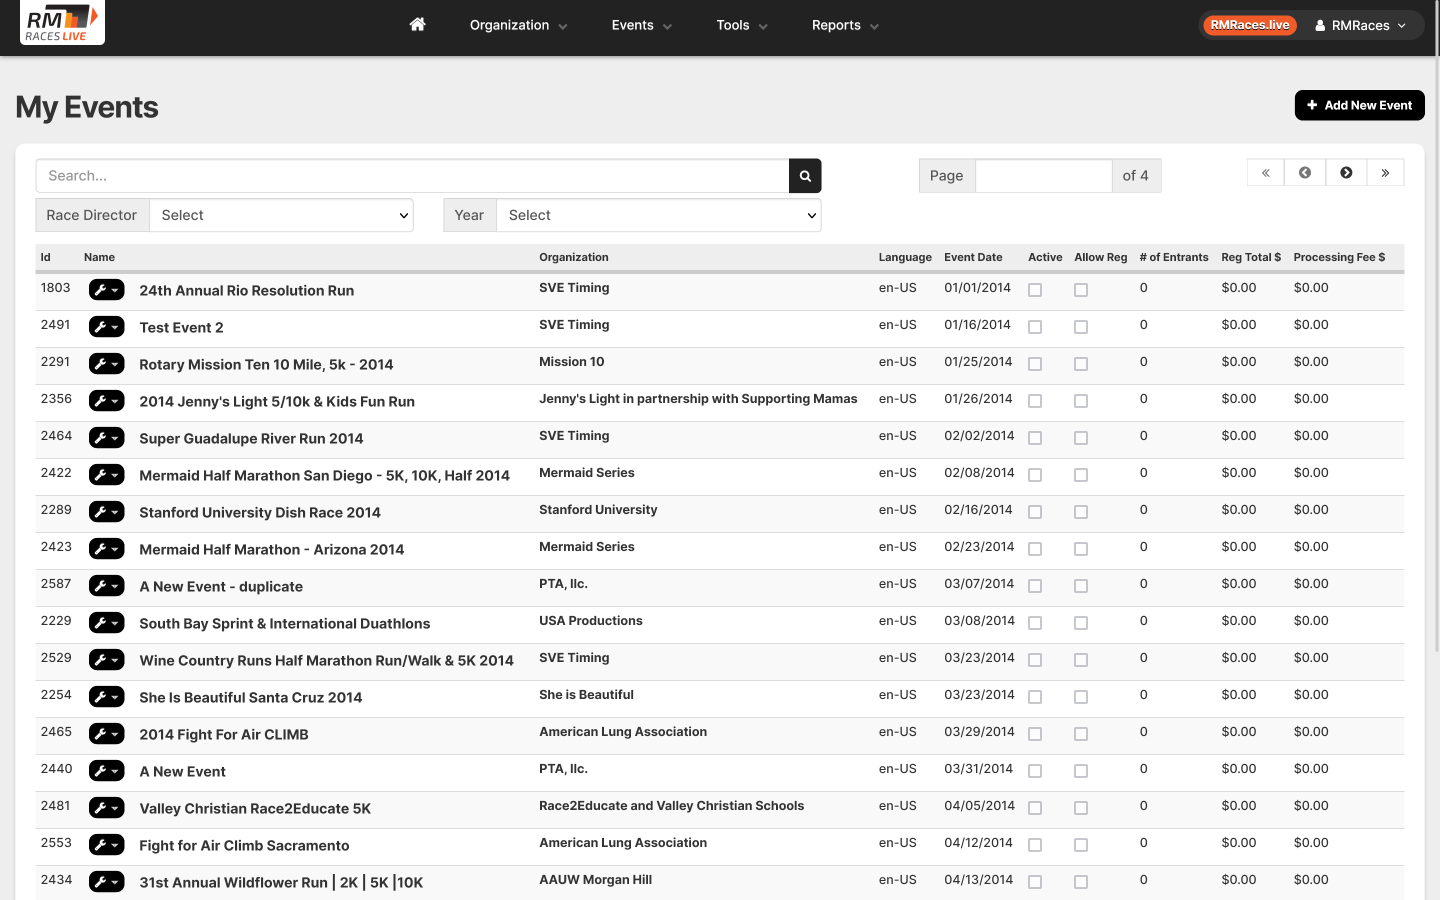 RM
RACES LIVE
Organization Events Tools Reports
RMRaces.live RMRaces
My Events
Add New Event
Search...
Page of 4
Race Director Select Year Select
Id Name Organization Language Event Date Active Allow Reg # of Entrants Reg Total $ Processing Fee $
1803 24th Annual Rio Resolution Run SVE Timing en-US 01/01/2014 0 $0.00 $0.00
2491 Test Event 2 SVE Timing en-US 01/16/2014 0 $0.00 $0.00
2291 Rotary Mission Ten 10 Mile, 5k - 2014 Mission 10 en-US 01/25/2014 0 $0.00 $0.00
2356 2014 Jenny's Light 5/10k & Kids Fun Run Jenny's Light in partnership with Supporting Mamas en-US 01/26/2014 0 $0.00 $0.00
2464 Super Guadalupe River Run 2014 SVE Timing en-US 02/02/2014 0 $0.00 $0.00
2422 Mermaid Half Marathon San Diego - 5K, 10K, Half 2014 Mermaid Series en-US 02/08/2014 0 $0.00 $0.00
2289 Stanford University Dish Race 2014 Stanford University en-US 02/16/2014 0 $0.00 $0.00
2423 Mermaid Half Marathon - Arizona 2014 Mermaid Series en-US 02/23/2014 0 $0.00 $0.00
2587 A New Event - duplicate PTA, llc. en-US 03/07/2014 0 $0.00 $0.00
2229 South Bay Sprint & International Duathlons USA Productions en-US 03/08/2014 0 $0.00 $0.00
2529 Wine Country Runs Half Marathon Run/Walk & 5K 2014 SVE Timing en-US 03/23/2014 0 $0.00 $0.00
2254 She Is Beautiful Santa Cruz 2014 She is Beautiful en-US 03/23/2014 0 $0.00 $0.00
2465 2014 Fight For Air CLIMB American Lung Association en-US 03/29/2014 0 $0.00 $0.00
2440 A New Event PTA, llc. en-US 03/31/2014 0 $0.00 $0.00
2481 Valley Christian Race2Educate 5K Race2Educate and Valley Christian Schools en-US 04/05/2014 0 $0.00 $0.00
2553 Fight for Air Climb Sacramento American Lung Association en-US 04/12/2014 0 $0.00 $0.00
2434 31st Annual Wildflower Run | 2K | 5K |10K AAUW Morgan Hill en-US 04/13/2014 0 $0.00 $0.00